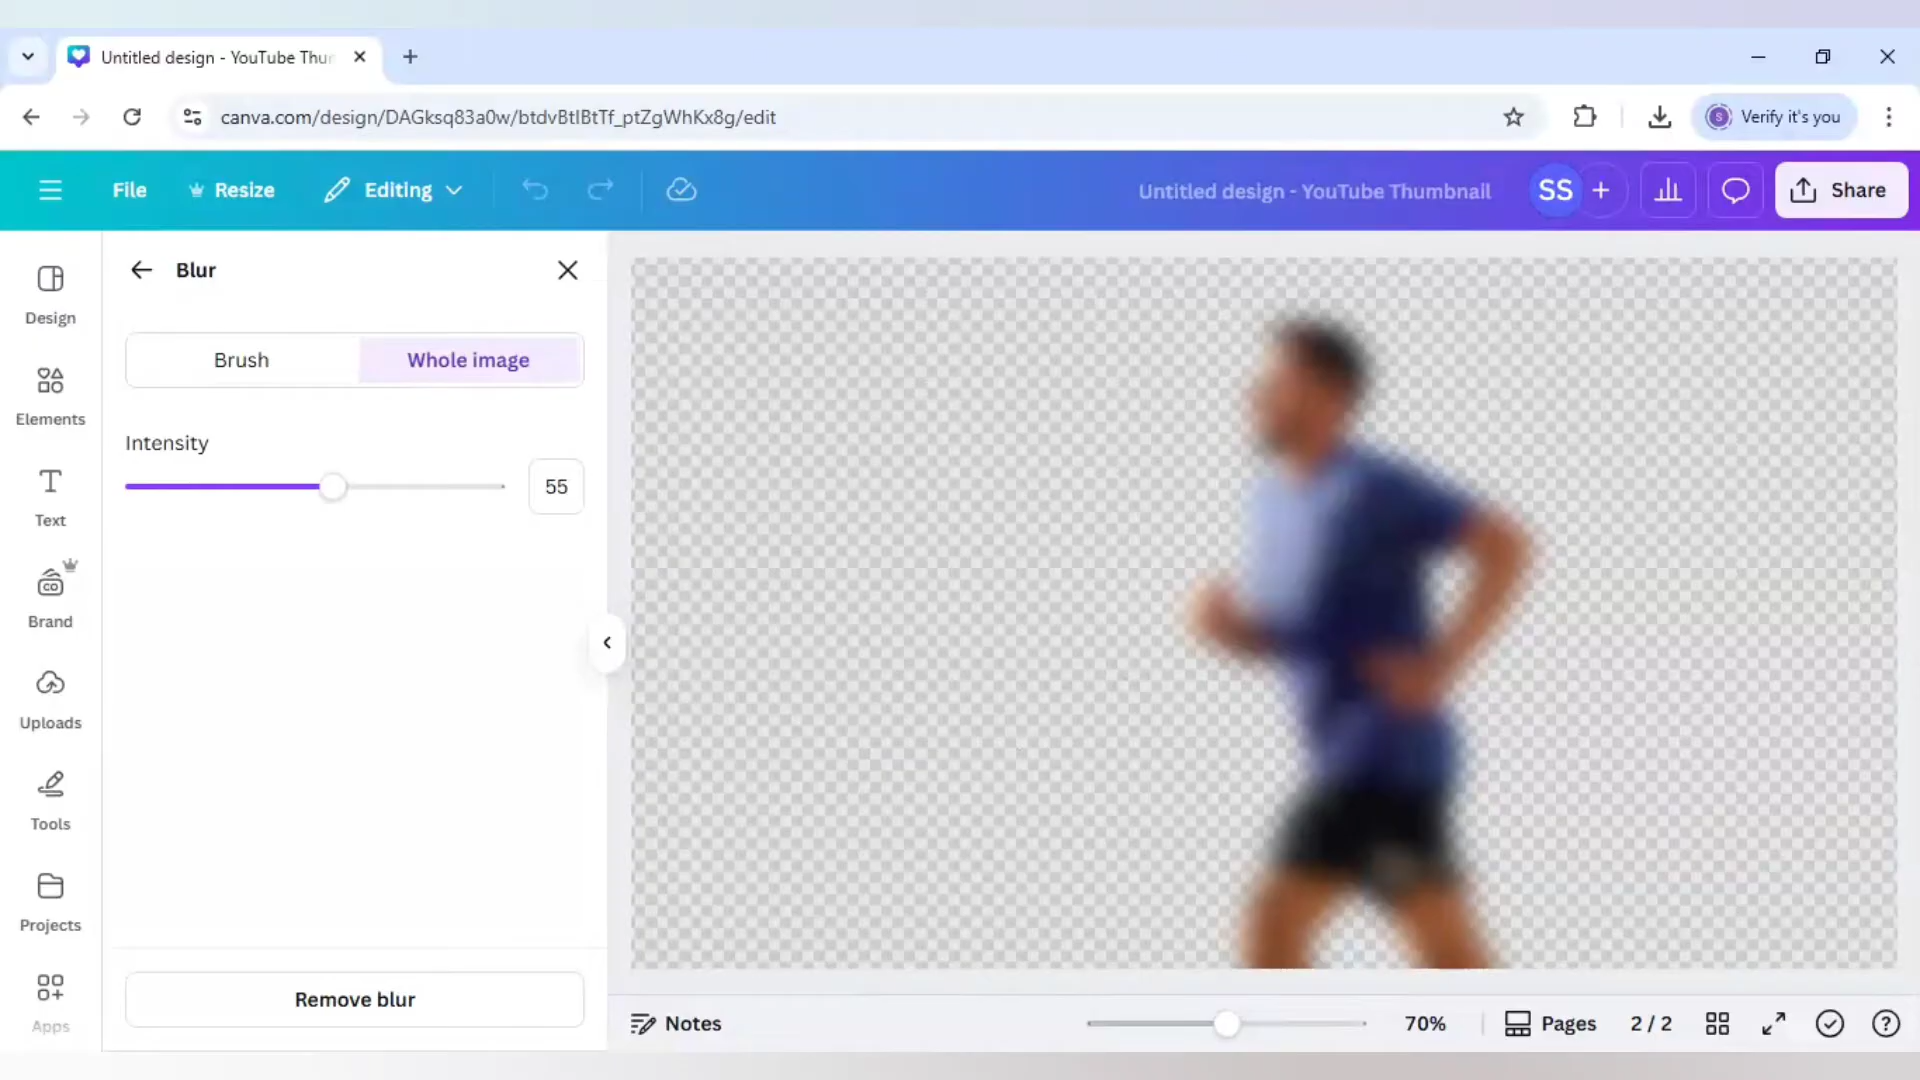 Untitled design - YouTube Thur
canva.com/design/DAGksq83a0w/btdvBtIBtTf_ptZgWhKx8g/edit
S
Verify it's you
File
Resize
Editing
Untitled design - YouTube Thumbnail
SS
Share
Design
Elements
Text
CO
Brand
Uploads
Tools
Projects
Apps
Blur
Brush
Whole image
Intensity
55
Remove blur
Notes
70%
Pages
2 / 2